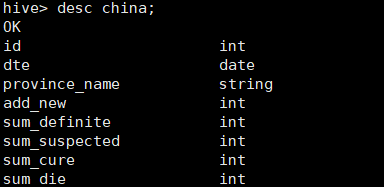 hive> desc china;
OK
id int
dte date
province_name string
add_new int
sum_definite int
sum_suspected int
sum_cure int
sum_die int